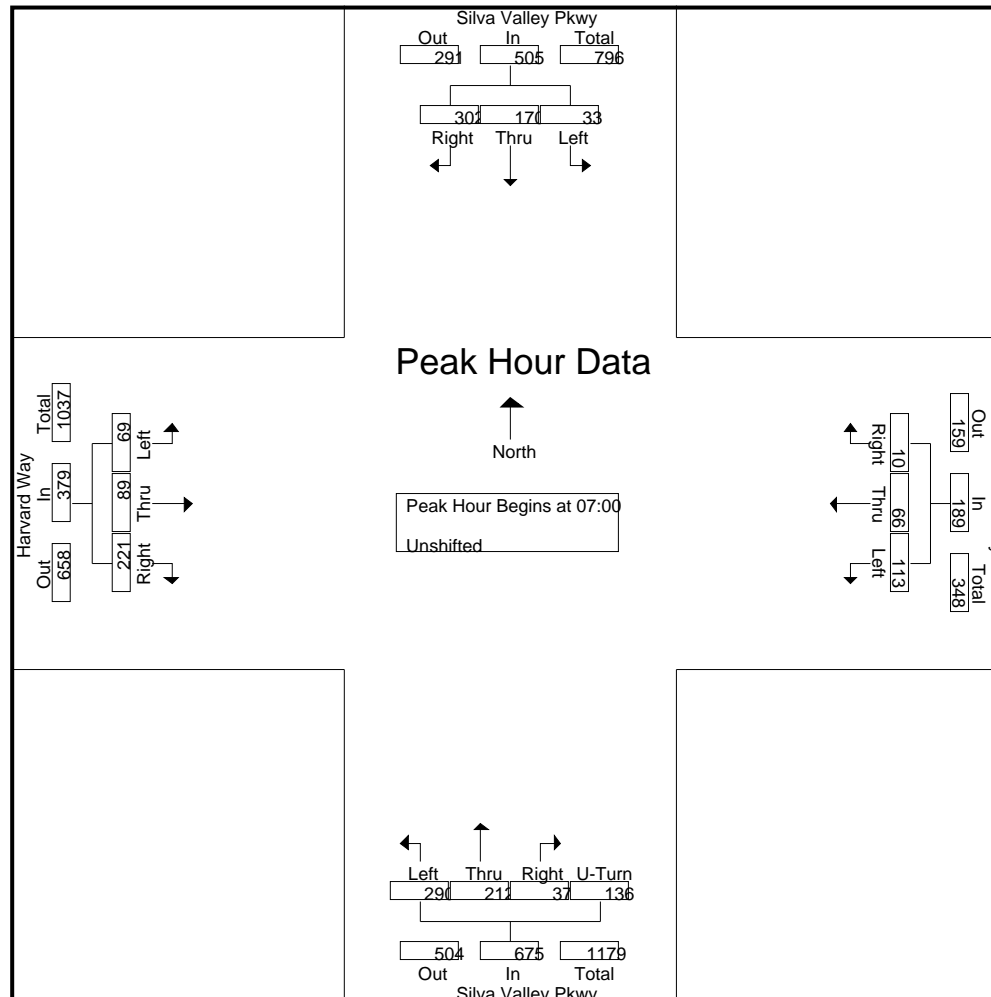 Silva Valley Pkwy
Out In Total
291 505 796
302 170 33
Right Thru Left
Peak Hour Data
North
Peak Hour Begins at 07:00
Unshifted
Harvard Way
Total In Out
1037 379 658
69 89 221
Left Thru Right
Out In Total
159 189 348
Right Thru Left
10 66 113
Left Thru Right U-Turn
290 212 37 136
504 675 1179
Out In Total
Silva Valley Pkwy